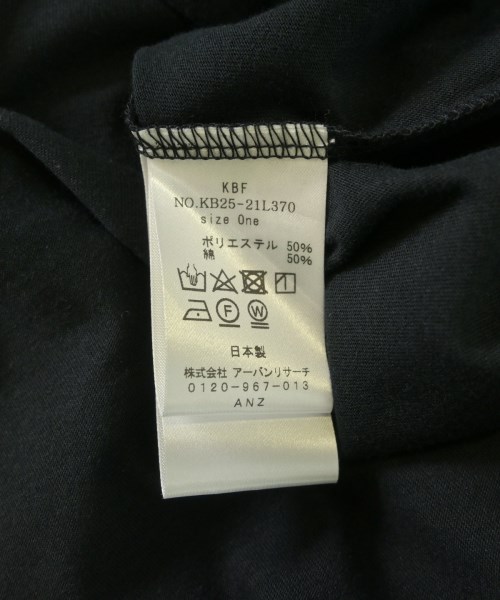 KBF
NO.KB25-21L370
size One
ポリエステル 50%
綿 50%
F W
日本製
株式会社 アーバンリサーチ
0120-967-013
ANZ